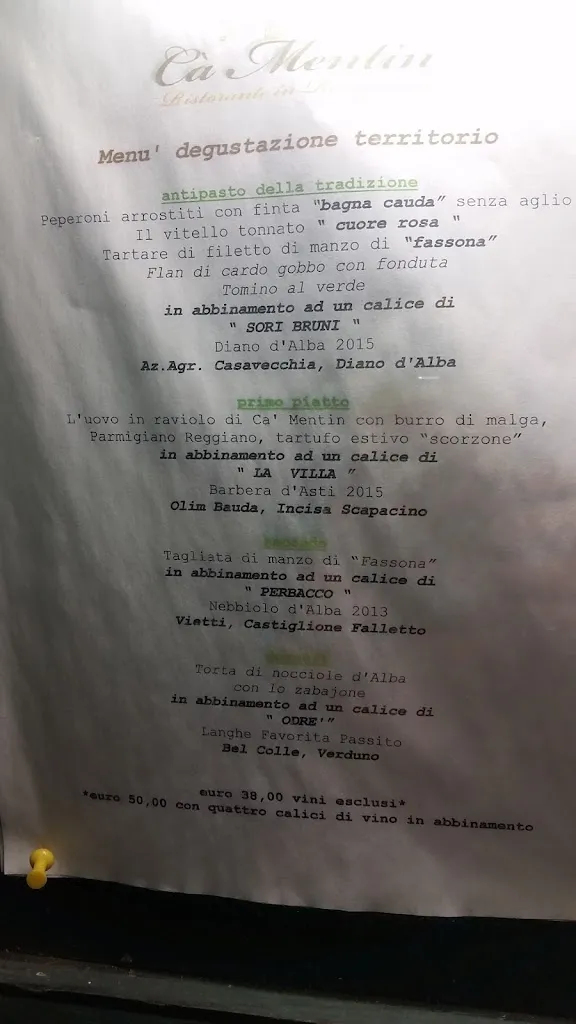 Cà Mentin
Ristorante in
Menu' degustazione territorio
antipasto della tradizione
Peperoni arrostiti con finta "bagna cauda" senza aglio
Il vitello tonnato " cuore rosa "
Tartare di filetto di manzo di "fassona"
Flan di cardo gobbo con fonduta
Tomino al verde
in abbinamento ad un calice di
" SORI BRUNI "
Diano d'Alba 2015
Az.Agr. Casavecchia, Diano d'Alba
primo piatto
L'uovo in raviolo di Ca' Mentin con burro di malga,
Parmigiano Reggiano, tartufo estivo "scorzone"
in abbinamento ad un calice di
" LA VILLA "
Barbera d'Asti 2015
Olim Bauda, Incisa Scapacino
Tagliata di manzo di "Fassona"
in abbinamento ad un calice di
" PERBACCO "
Nebbiolo d'Alba 2013
Vietti, Castiglione Falletto
Torta di nocciole d'Alba
con lo zabajone
in abbinamento ad un calice di
" ODRE'"
Langhe Favorita Passito
Bel Colle, Verduno
euro 38,00 vini esclusi*
*euro 50,00 con quattro calici di vino in abbinamento